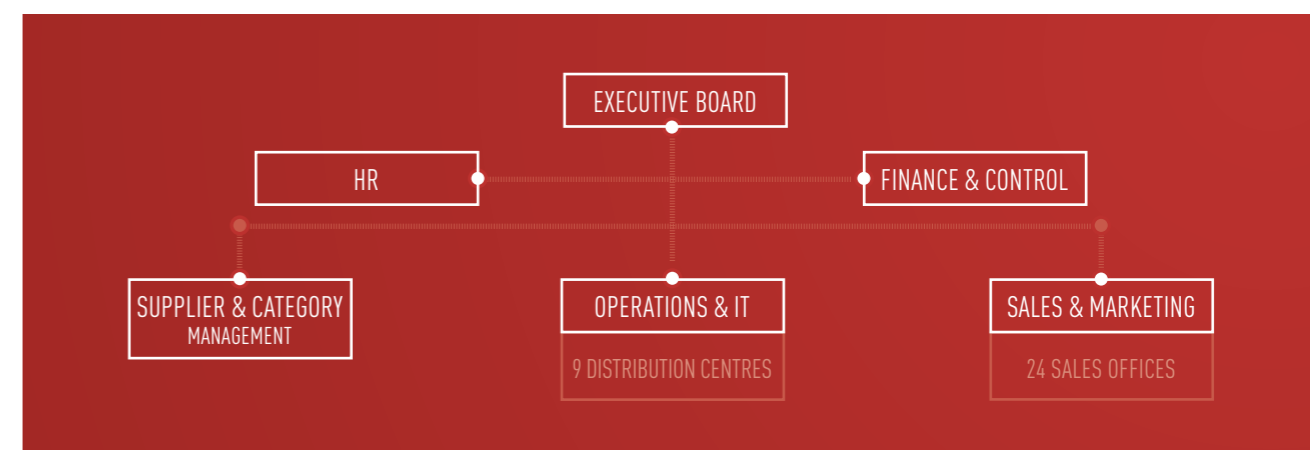 EXECUTIVE BOARD
HR
FINANCE & CONTROL
SUPPLIER & CATEGORY
MANAGEMENT
OPERATIONS & IT
SALES & MARKETING
9 DISTRIBUTION CENTRES
24 SALES OFFICES